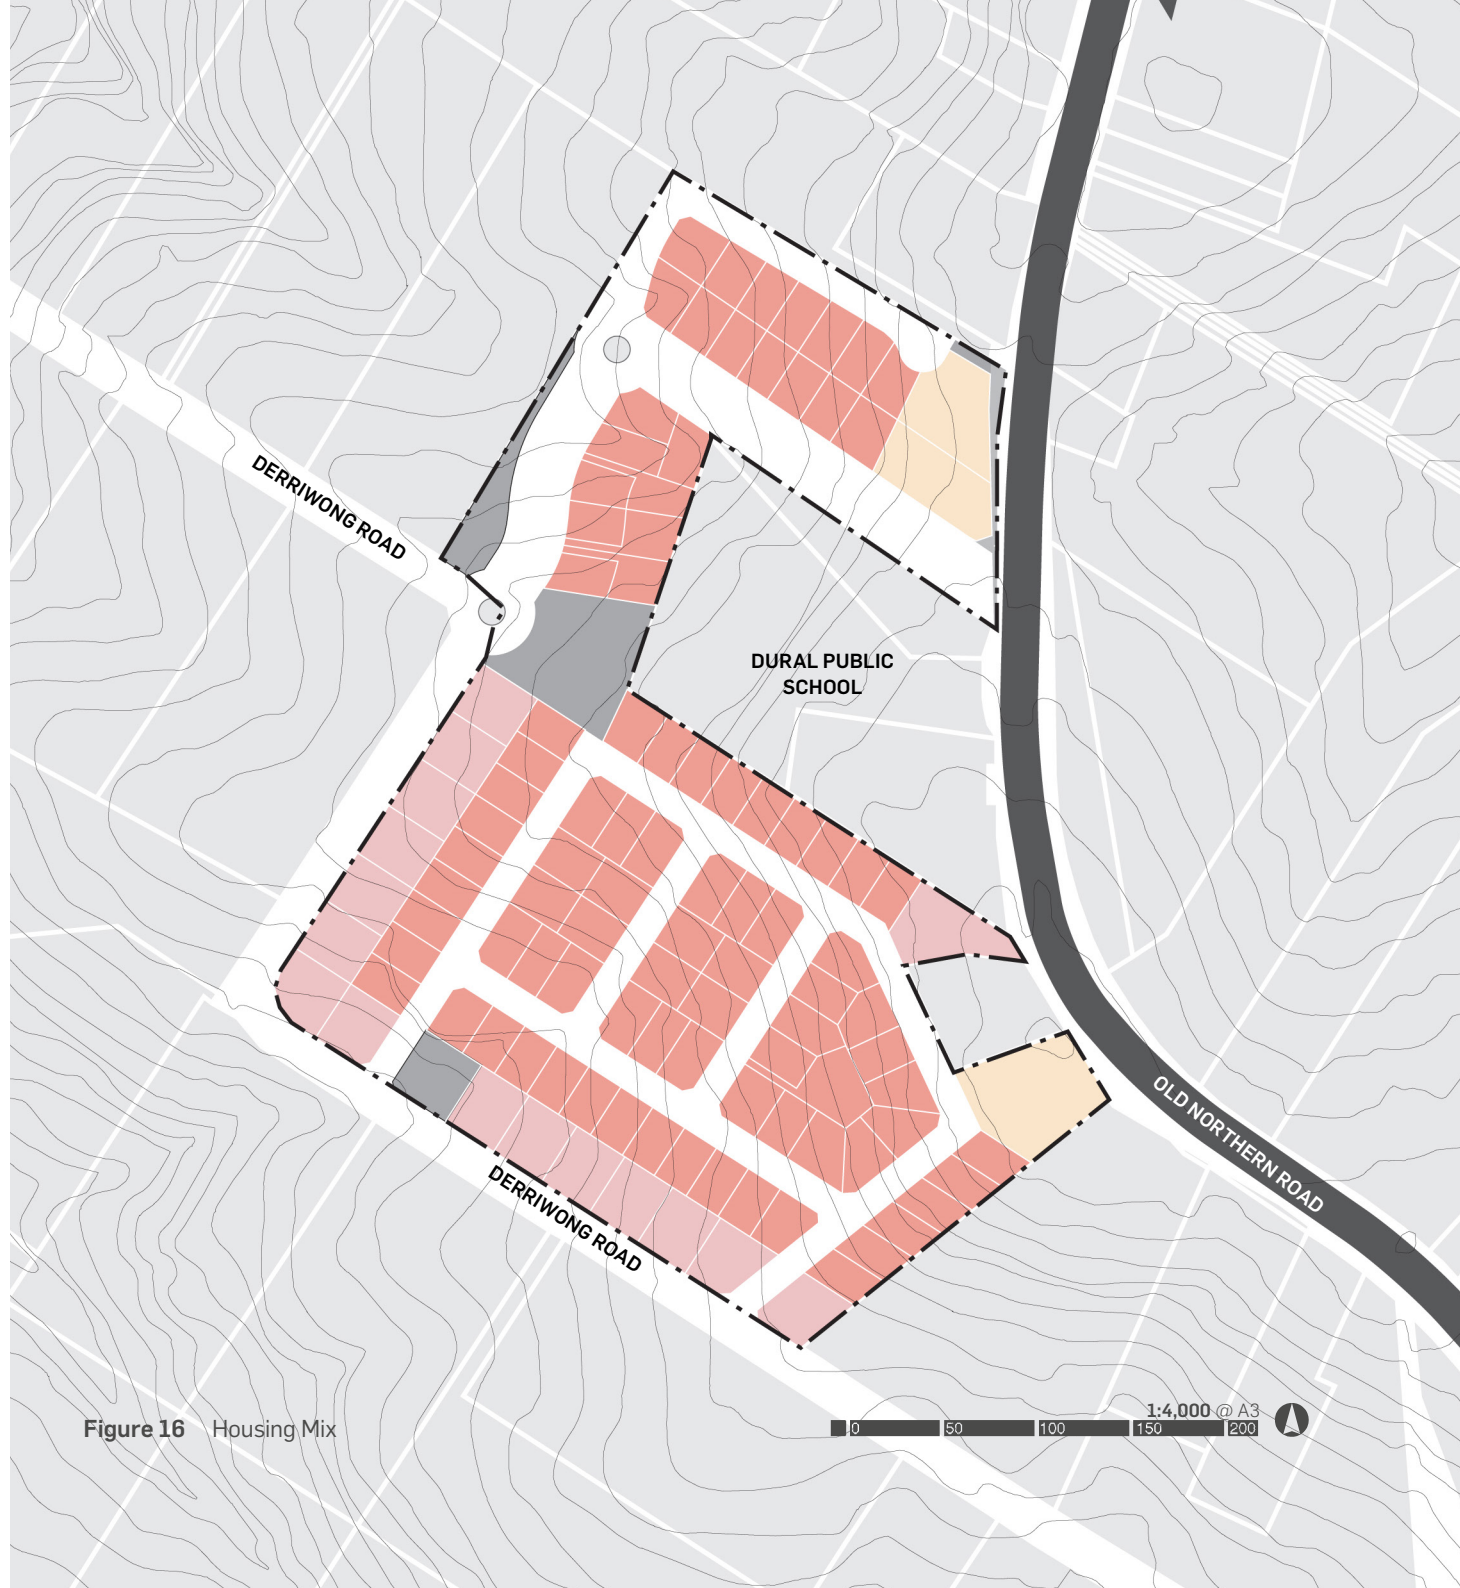 DERRIWONG ROAD
DURAL PUBLIC
SCHOOL
OLD NORTHERN ROAD
DERRIWONG ROAD
Figure 16 Housing Mix
1:4,000 @ A3
0 50 100 150 200